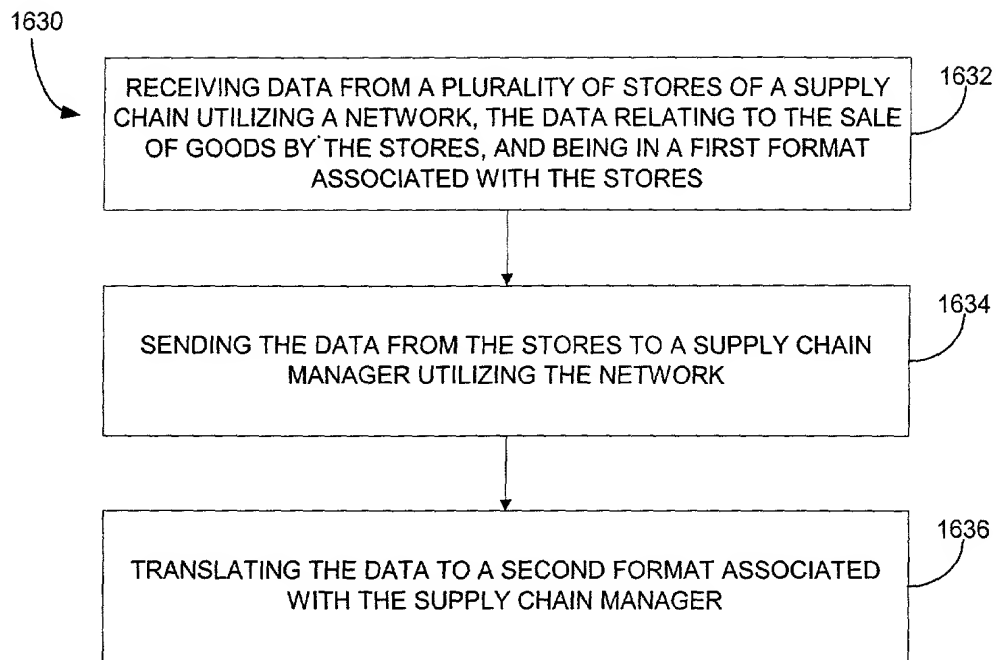 1630
1632
RECEIVING DATA FROM A PLURALITY OF STORES OF A SUPPLY
CHAIN UTILIZING A NETWORK, THE DATA RELATING TO THE SALE
OF GOODS BY THE STORES, AND BEING IN A FIRST FORMAT
ASSOCIATED WITH THE STORES
1634
SENDING THE DATA FROM THE STORES TO A SUPPLY CHAIN
MANAGER UTILIZING THE NETWORK
1636
TRANSLATING THE DATA TO A SECOND FORMAT ASSOCIATED
WITH THE SUPPLY CHAIN MANAGER